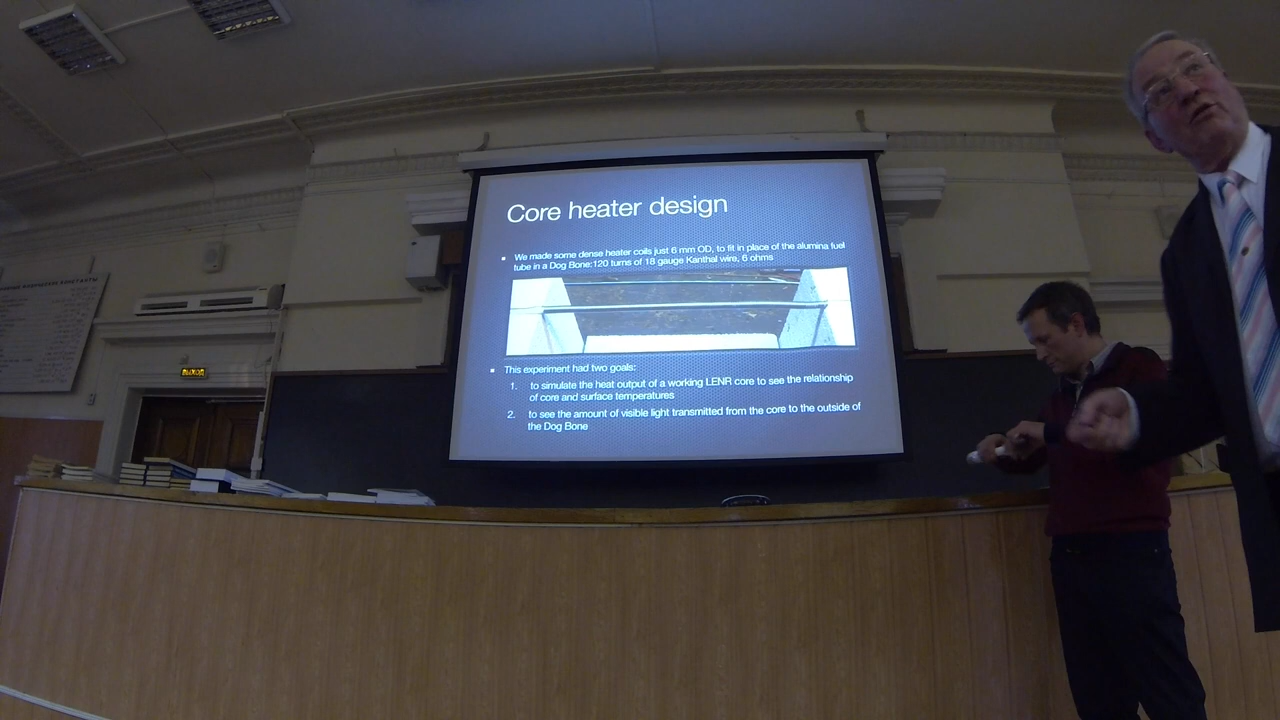 Core heater design
We made some dense heater coils just 6 mm OD, to fit in place of the alumina fuel
tube in a Dog Bone:120 turns of 18 gauge Kanthal wire, 6 ohms
This experiment had two goals:
1. to simulate the heat output of a working LENR core to see the relationship
of core and surface temperatures
2. to see the amount of visible light transmitted from the core to the outside of
the Dog Bone
ВЫХОД